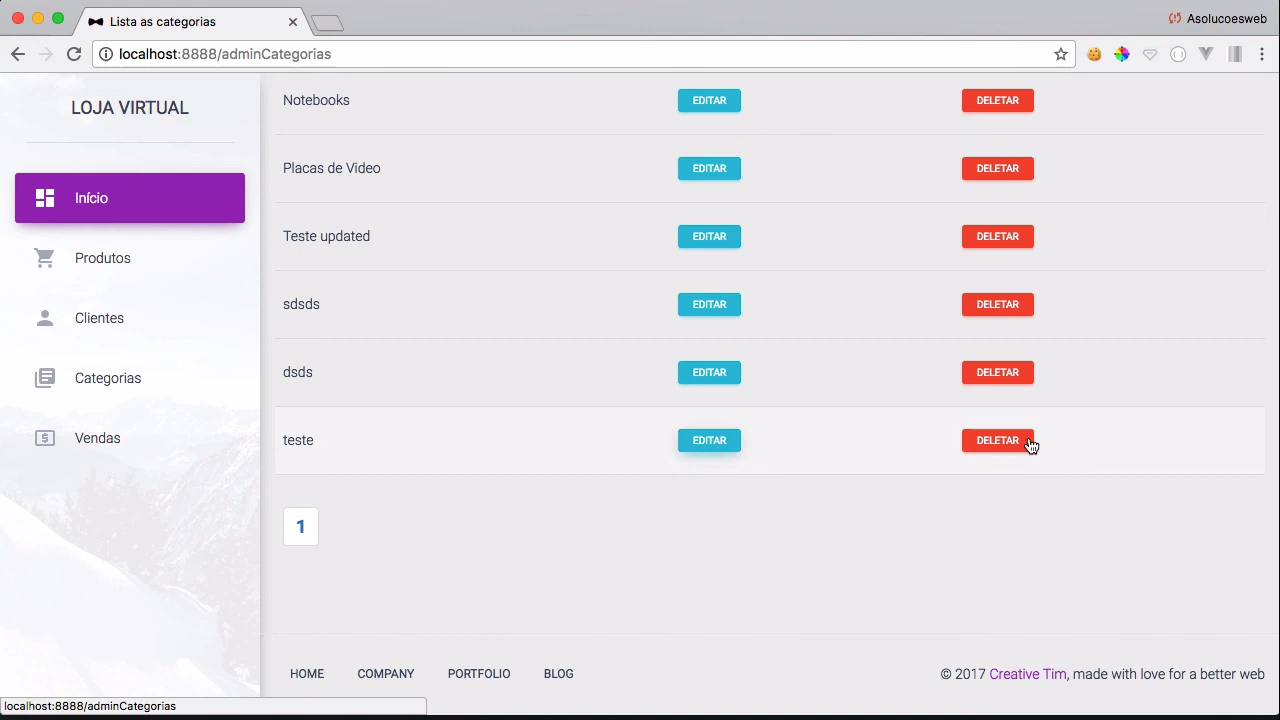 Lista as categorias
Asolucoesweb
localhost:8888/adminCategorias
LOJA VIRTUAL
Início
Produtos
Clientes
Categorias
Vendas
Notebooks EDITAR DELETAR
Placas de Video EDITAR DELETAR
Teste updated EDITAR DELETAR
sdsds EDITAR DELETAR
dsds EDITAR DELETAR
teste EDITAR DELETAR
1
HOME COMPANY PORTFOLIO BLOG
© 2017 Creative Tim, made with love for a better web
localhost:8888/adminCategorias